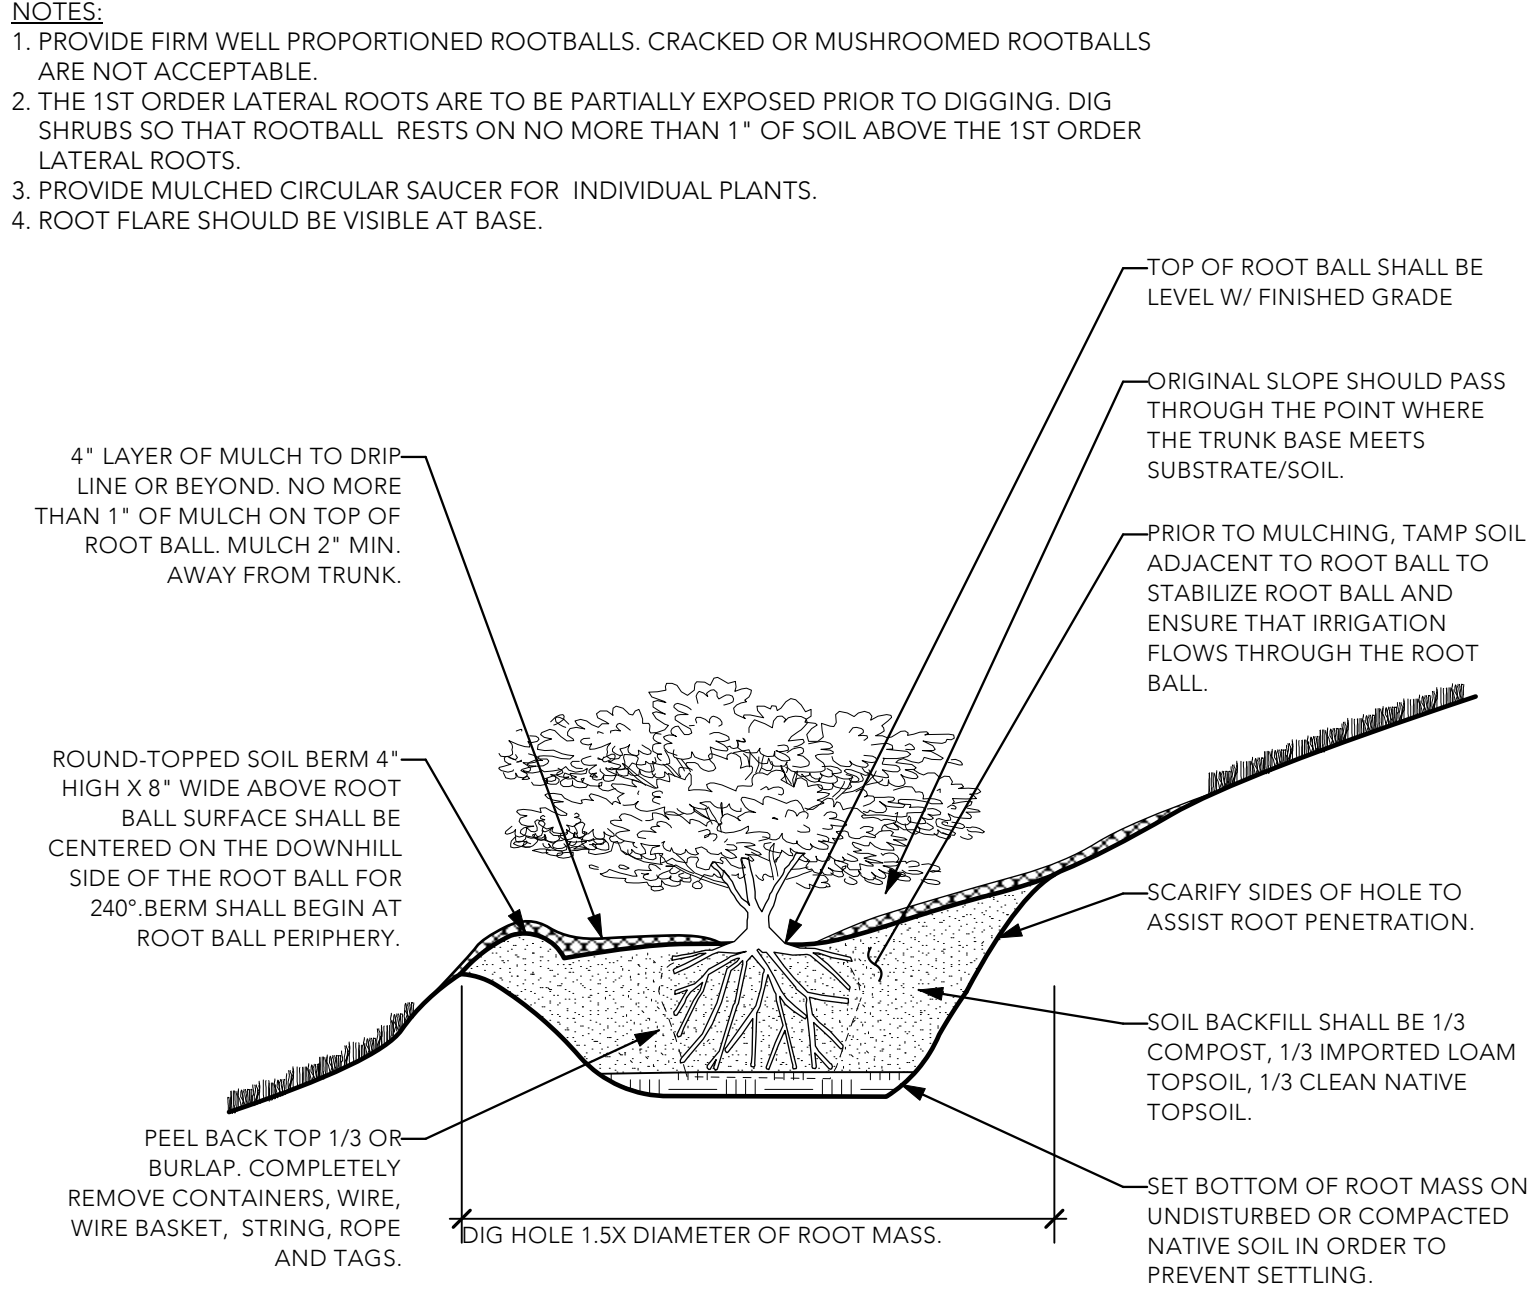 NOTES:
1. PROVIDE FIRM WELL PROPORTIONED ROOTBALLS. CRACKED OR MUSHROOMED ROOTBALLS
ARE NOT ACCEPTABLE.
2. THE 1ST ORDER LATERAL ROOTS ARE TO BE PARTIALLY EXPOSED PRIOR TO DIGGING. DIG
SHRUBS SO THAT ROOTBALL RESTS ON NO MORE THAN 1" OF SOIL ABOVE THE 1ST ORDER
LATERAL ROOTS.
3. PROVIDE MULCHED CIRCULAR SAUCER FOR INDIVIDUAL PLANTS.
4. ROOT FLARE SHOULD BE VISIBLE AT BASE.
4" LAYER OF MULCH TO DRIP
LINE OR BEYOND. NO MORE
THAN 1" OF MULCH ON TOP OF
ROOT BALL. MULCH 2" MIN.
AWAY FROM TRUNK.
ROUND-TOPPED SOIL BERM 4"
HIGH X 8" WIDE ABOVE ROOT
BALL SURFACE SHALL BE
CENTERED ON THE DOWNHILL
SIDE OF THE ROOT BALL FOR
240°.BERM SHALL BEGIN AT
ROOT BALL PERIPHERY.
PEEL BACK TOP 1/3 OR
BURLAP. COMPLETELY
REMOVE CONTAINERS, WIRE,
WIRE BASKET, STRING, ROPE
AND TAGS.
DIG HOLE 1.5X DIAMETER OF ROOT MASS.
TOP OF ROOT BALL SHALL BE
LEVEL W/ FINISHED GRADE
ORIGINAL SLOPE SHOULD PASS
THROUGH THE POINT WHERE
THE TRUNK BASE MEETS
SUBSTRATE/SOIL.
PRIOR TO MULCHING, TAMP SOIL
ADJACENT TO ROOT BALL TO
STABILIZE ROOT BALL AND
ENSURE THAT IRRIGATION
FLOWS THROUGH THE ROOT
BALL.
SCARIFY SIDES OF HOLE TO
ASSIST ROOT PENETRATION.
SOIL BACKFILL SHALL BE 1/3
COMPOST, 1/3 IMPORTED LOAM
TOPSOIL, 1/3 CLEAN NATIVE
TOPSOIL.
SET BOTTOM OF ROOT MASS ON
UNDISTURBED OR COMPACTED
NATIVE SOIL IN ORDER TO
PREVENT SETTLING.